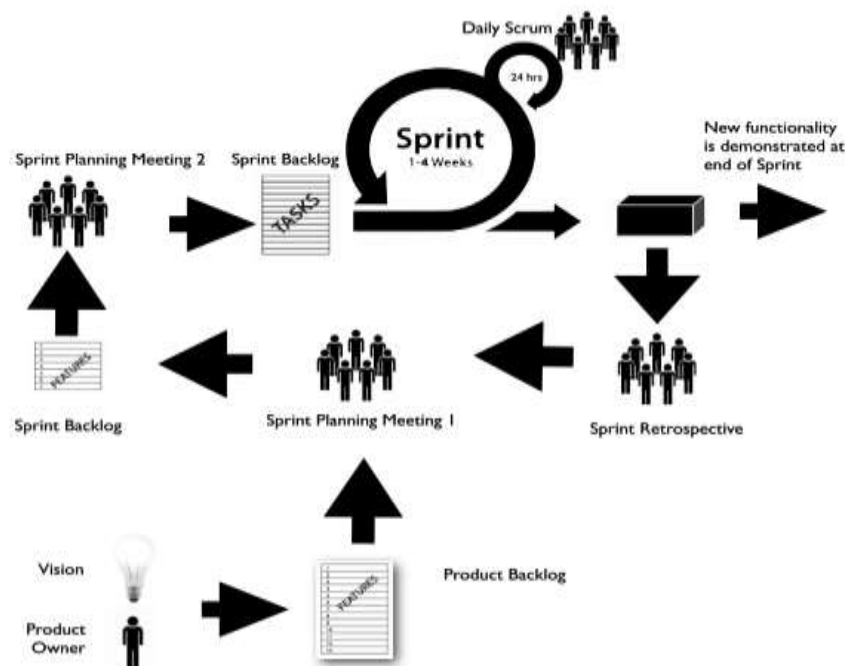 Daily Scrum
24 hrs
Sprint
1-4 Weeks
New functionality
is demonstrated at
end of Sprint
Sprint Planning Meeting 2
Sprint Backlog
TASKS
FEATURES
Sprint Backlog
Sprint Planning Meeting 1
Sprint Retrospective
Vision
Product
Owner
FEATURES
Product Backlog